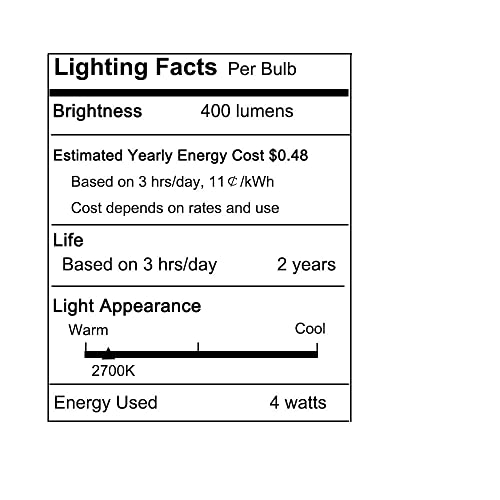 Lighting Facts Per Bulb
Brightness 400 lumens
Estimated Yearly Energy Cost $0.48
Based on 3 hrs/day, 11¢/kWh
Cost depends on rates and use
Life
Based on 3 hrs/day 2 years
Light Appearance
Warm Cool
2700K
Energy Used 4 watts